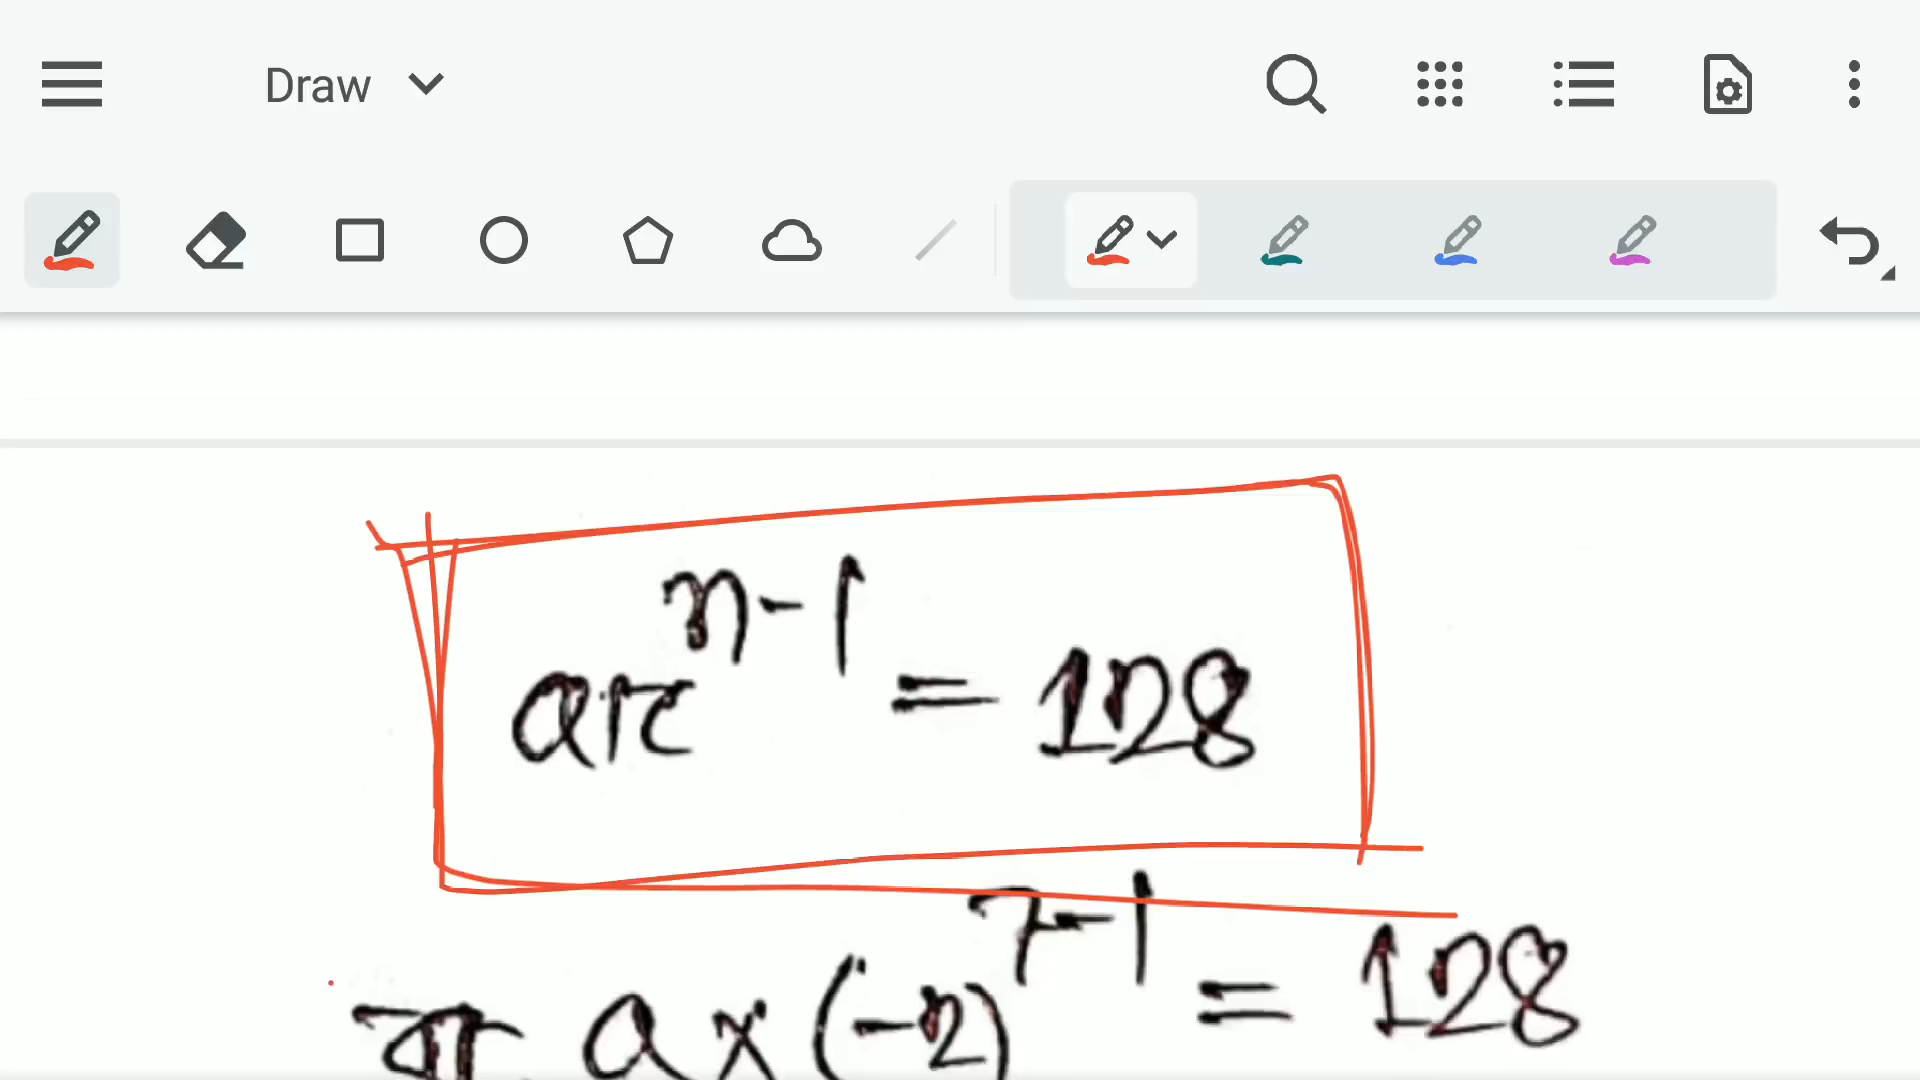 Draw
ar^{n-1} = 128
বা, a × (-2)^{7-1} = 128